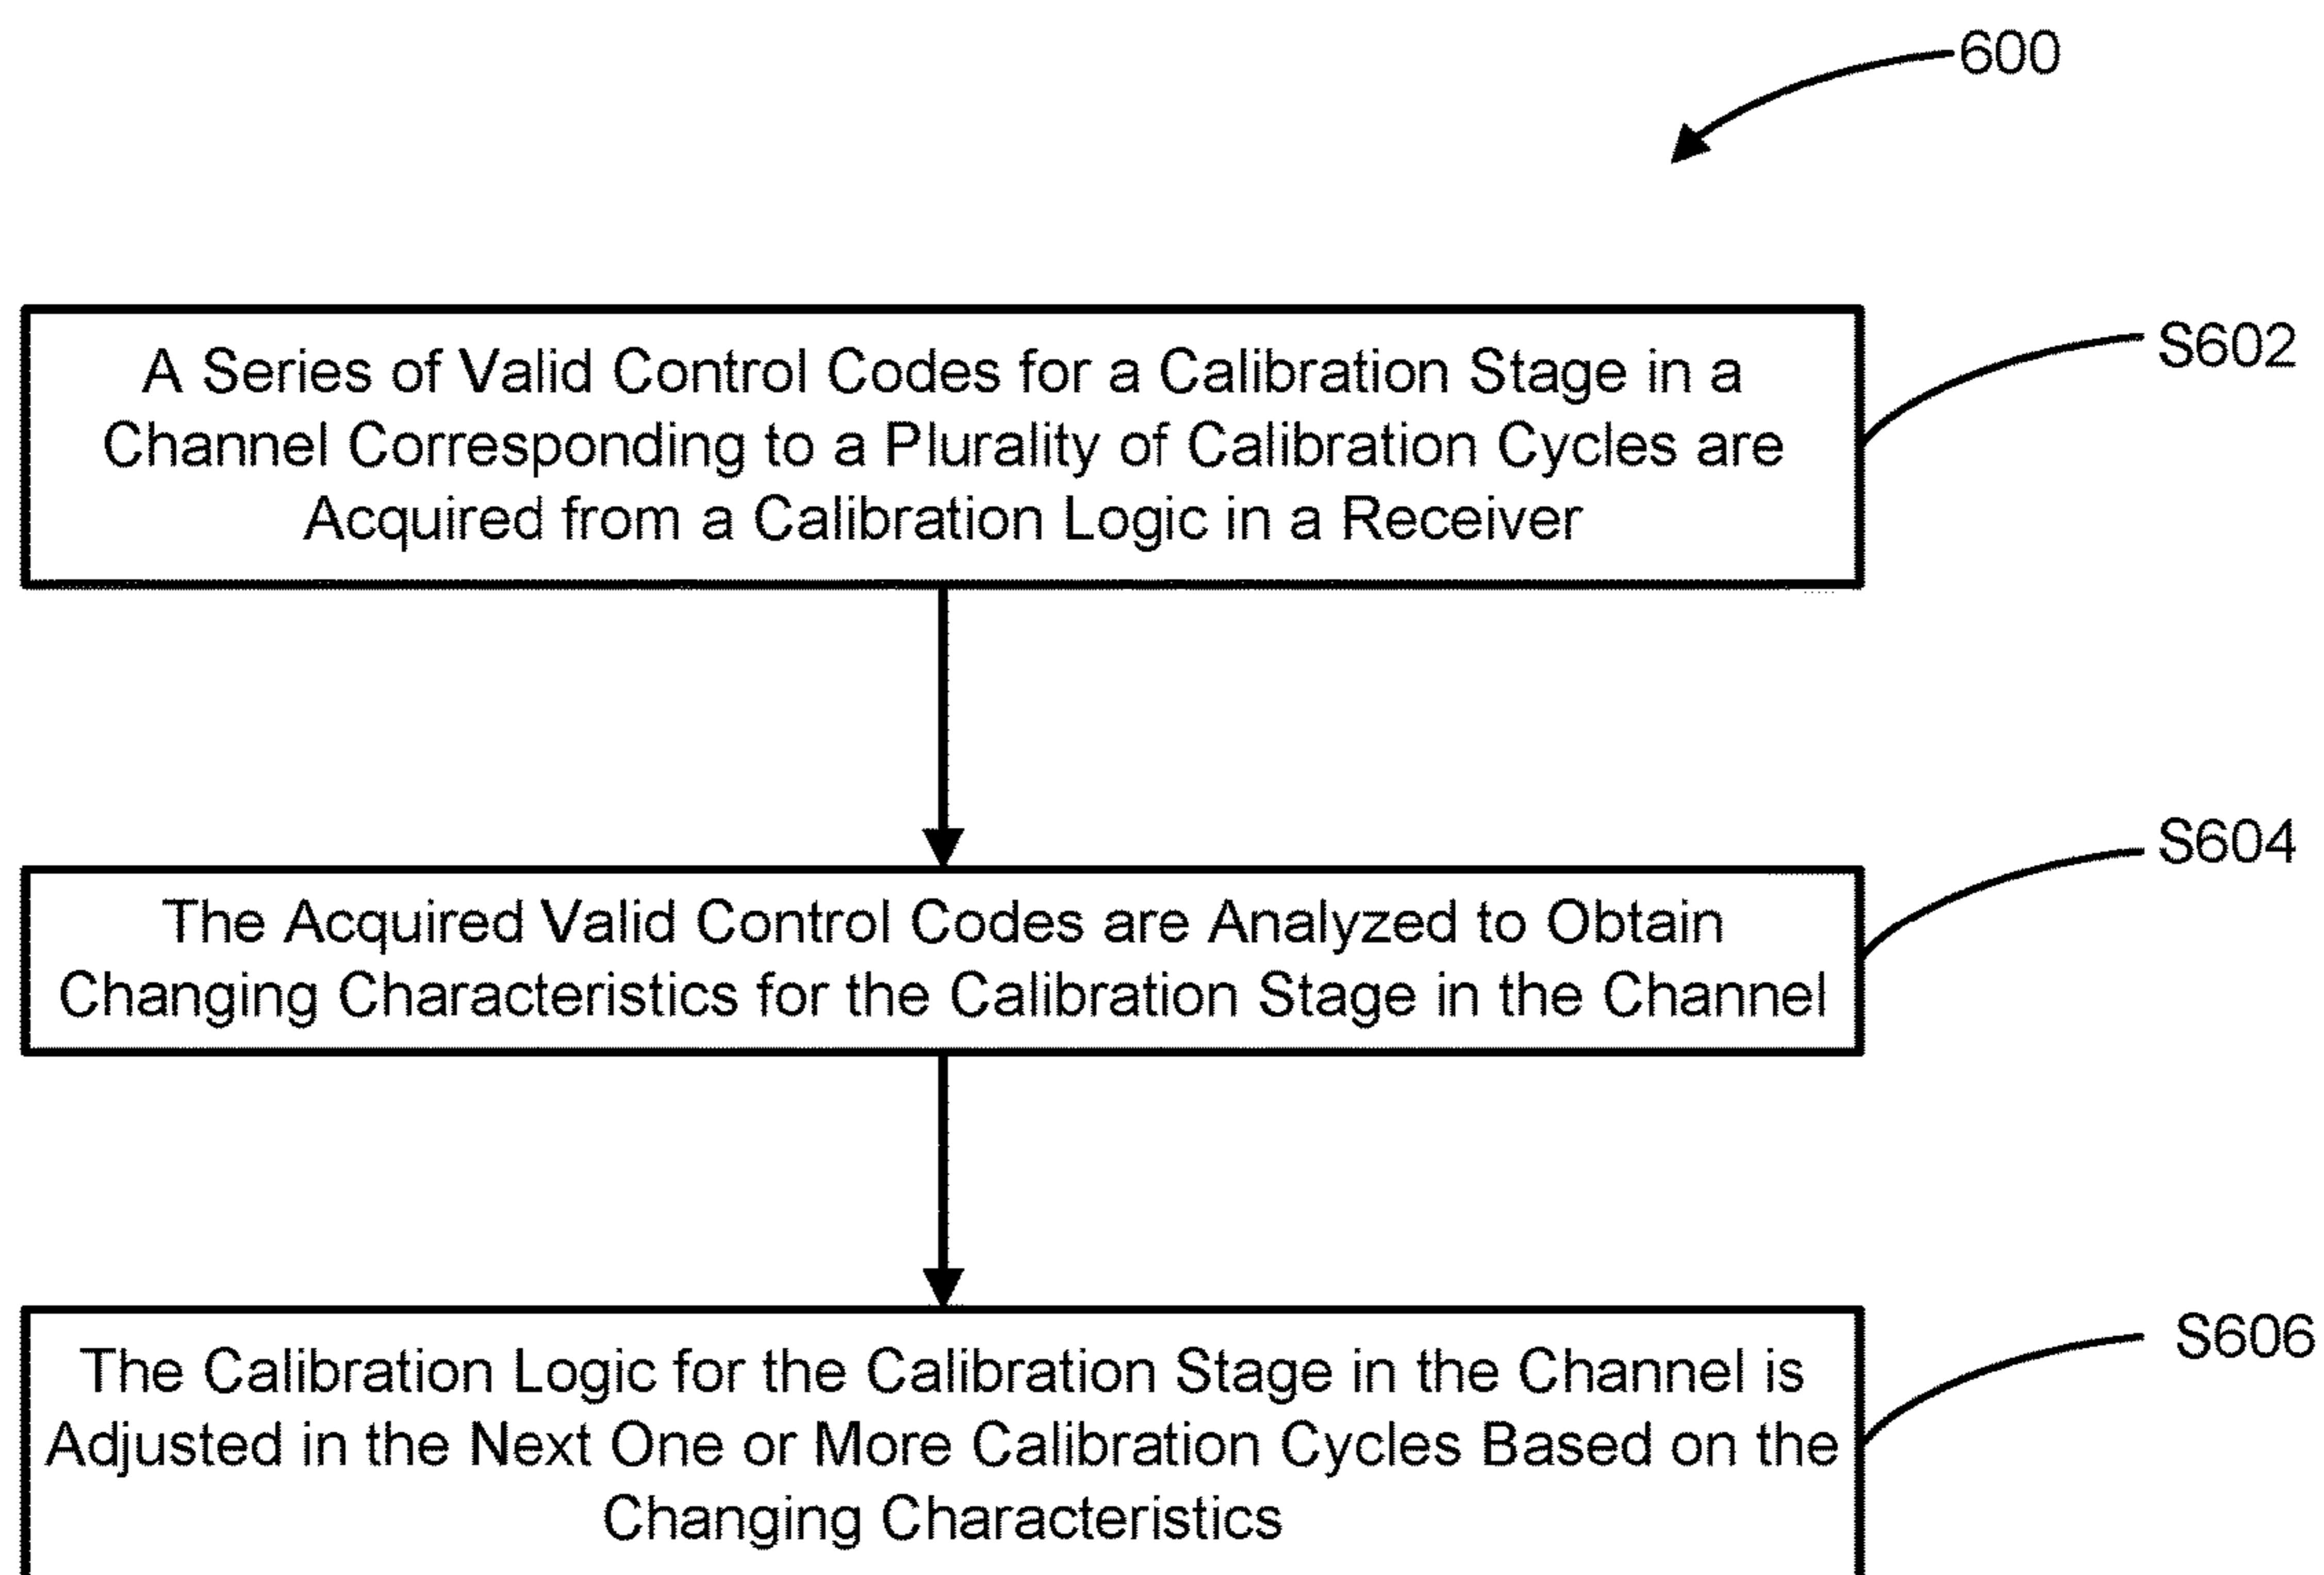 600
A Series of Valid Control Codes for a Calibration Stage in a
Channel Corresponding to a Plurality of Calibration Cycles are
Acquired from a Calibration Logic in a Receiver
S602
The Acquired Valid Control Codes are Analyzed to Obtain
Changing Characteristics for the Calibration Stage in the Channel
S604
The Calibration Logic for the Calibration Stage in the Channel is
Adjusted in the Next One or More Calibration Cycles Based on the
Changing Characteristics
S606